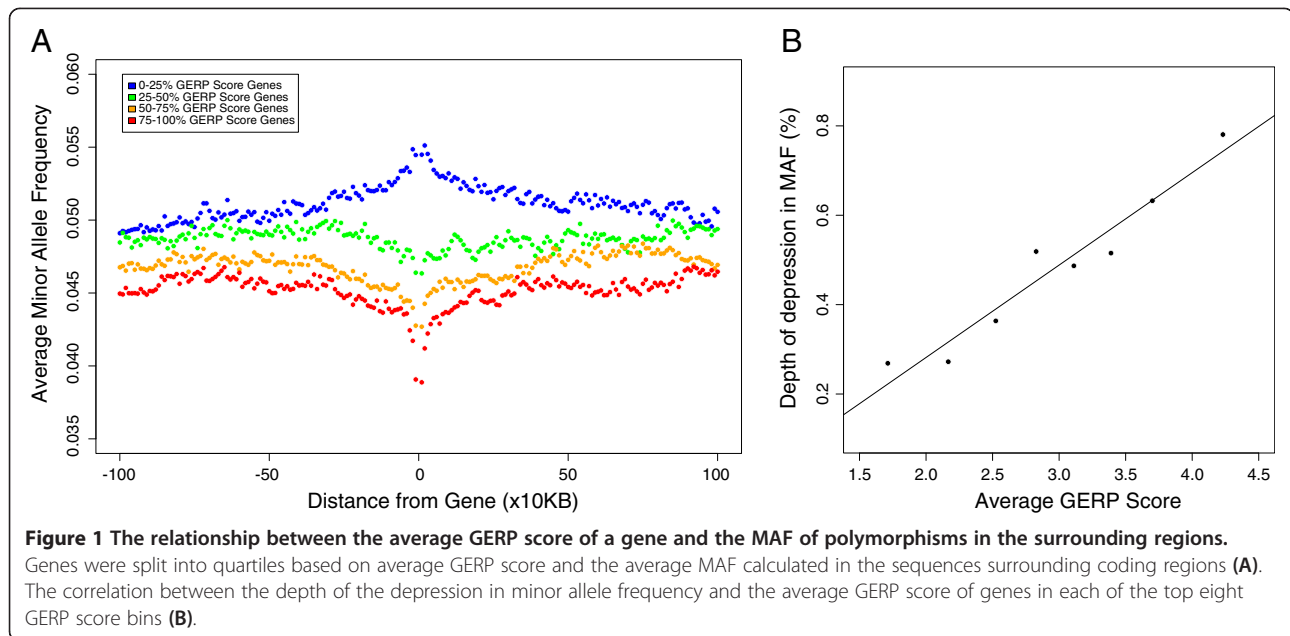 A
B
0-25% GERP Score Genes
25-50% GERP Score Genes
50-75% GERP Score Genes
75-100% GERP Score Genes
Average Minor Allele Frequency
0.060
0.055
0.050
0.045
0.040
0.035
-100
-50
0
50
100
Distance from Gene (x10KB)
Depth of depression in MAF (%)
0.8
0.6
0.4
0.2
1.5
2.0
2.5
3.0
3.5
4.0
4.5
Average GERP Score
Figure 1 The relationship between the average GERP score of a gene and the MAF of polymorphisms in the surrounding regions.
Genes were split into quartiles based on average GERP score and the average MAF calculated in the sequences surrounding coding regions (A).
The correlation between the depth of the depression in minor allele frequency and the average GERP score of genes in each of the top eight
GERP score bins (B).